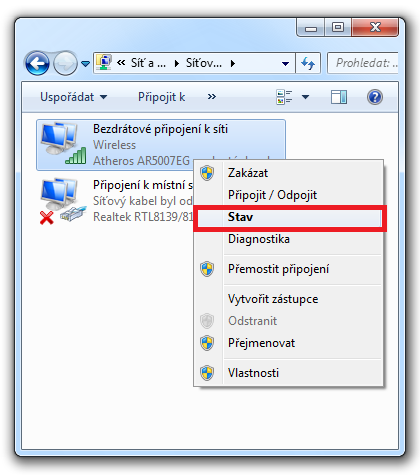 « Síť a ... ▸ Síťov... ▸
Prohledat: ...
Uspořádat ▾ Připojit k »
Bezdrátové připojení k síti
Wireless
Atheros AR5007EG
Připojení k místní s
Síťový kabel byl od
Realtek RTL8139/81
Zakázat
Připojit / Odpojit
Stav
Diagnostika
Přemostit připojení
Vytvořit zástupce
Odstranit
Přejmenovat
Vlastnosti